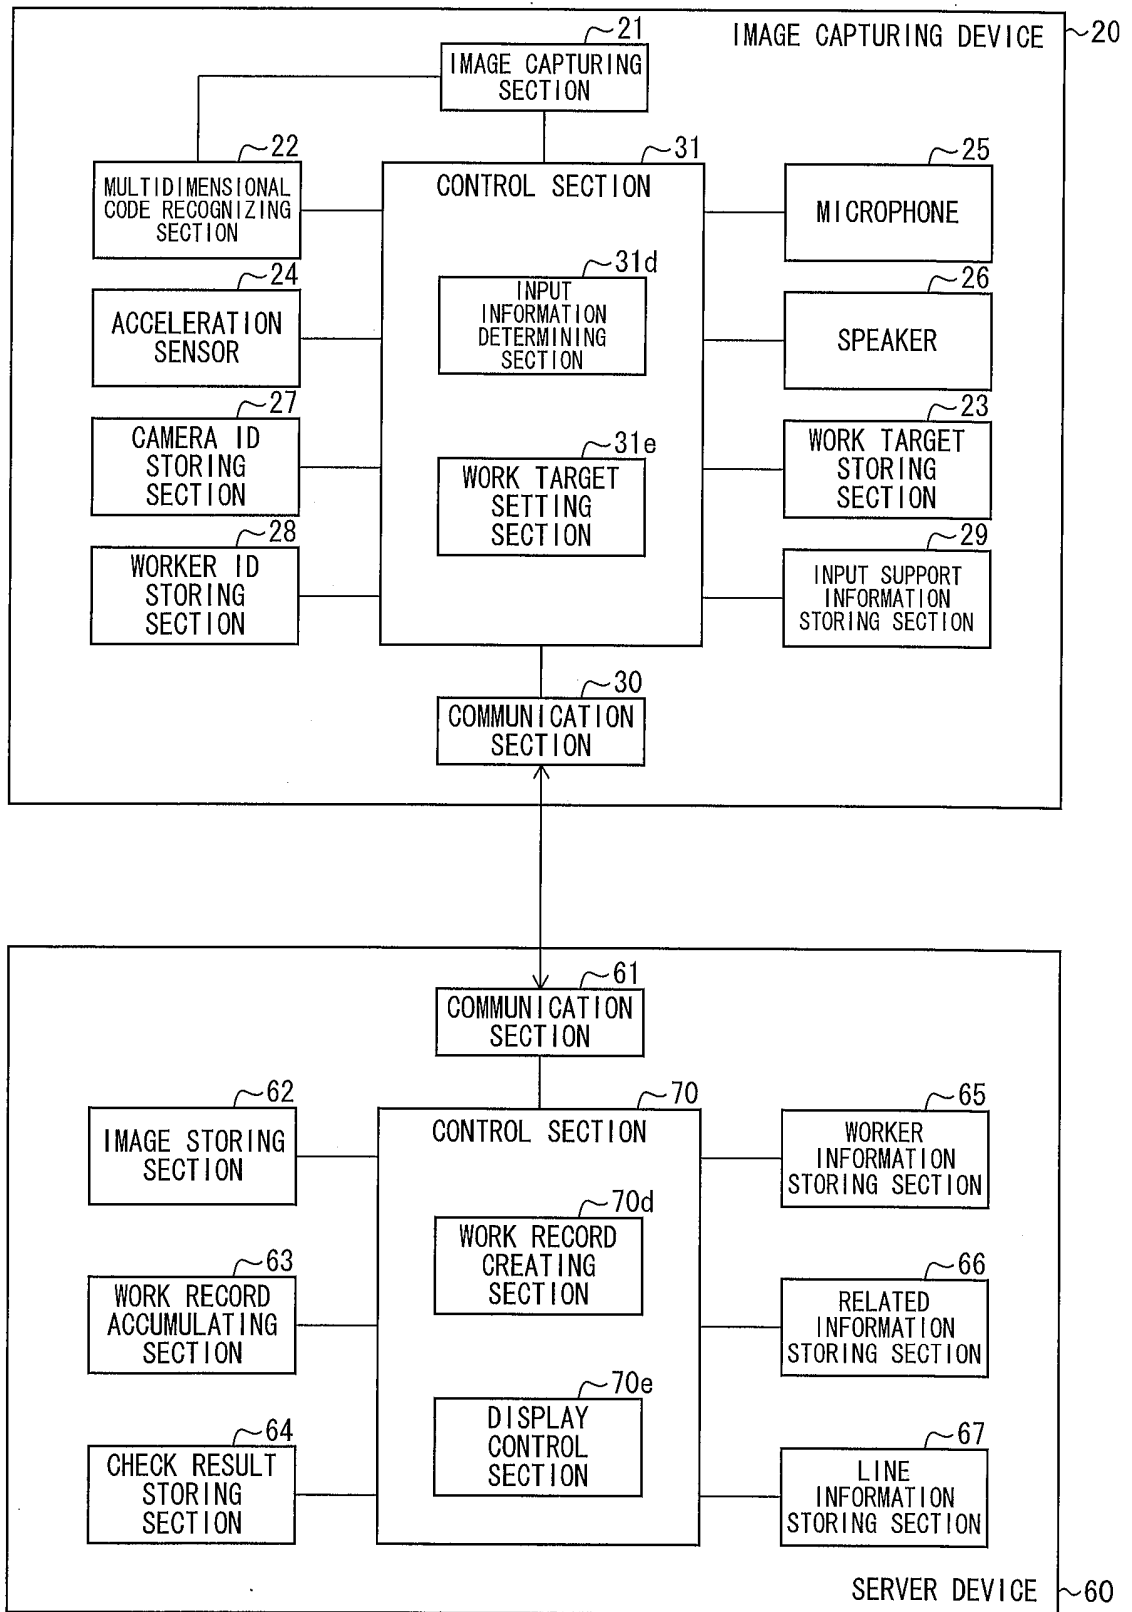 IMAGE CAPTURING DEVICE
20
21
IMAGE CAPTURING
SECTION
22
MULTIDIMENSIONAL
CODE RECOGNIZING
SECTION
31
CONTROL SECTION
25
MICROPHONE
24
ACCELERATION
SENSOR
31d
INPUT
INFORMATION
DETERMINING
SECTION
26
SPEAKER
27
CAMERA ID
STORING
SECTION
31e
WORK TARGET
SETTING
SECTION
23
WORK TARGET
STORING
SECTION
28
WORKER ID
STORING
SECTION
29
INPUT SUPPORT
INFORMATION
STORING SECTION
30
COMMUNICATION
SECTION
61
COMMUNICATION
SECTION
62
IMAGE STORING
SECTION
70
CONTROL SECTION
65
WORKER
INFORMATION
STORING SECTION
63
WORK RECORD
ACCUMULATING
SECTION
70d
WORK RECORD
CREATING
SECTION
66
RELATED
INFORMATION
STORING SECTION
64
CHECK RESULT
STORING
SECTION
70e
DISPLAY
CONTROL
SECTION
67
LINE
INFORMATION
STORING SECTION
SERVER DEVICE
60